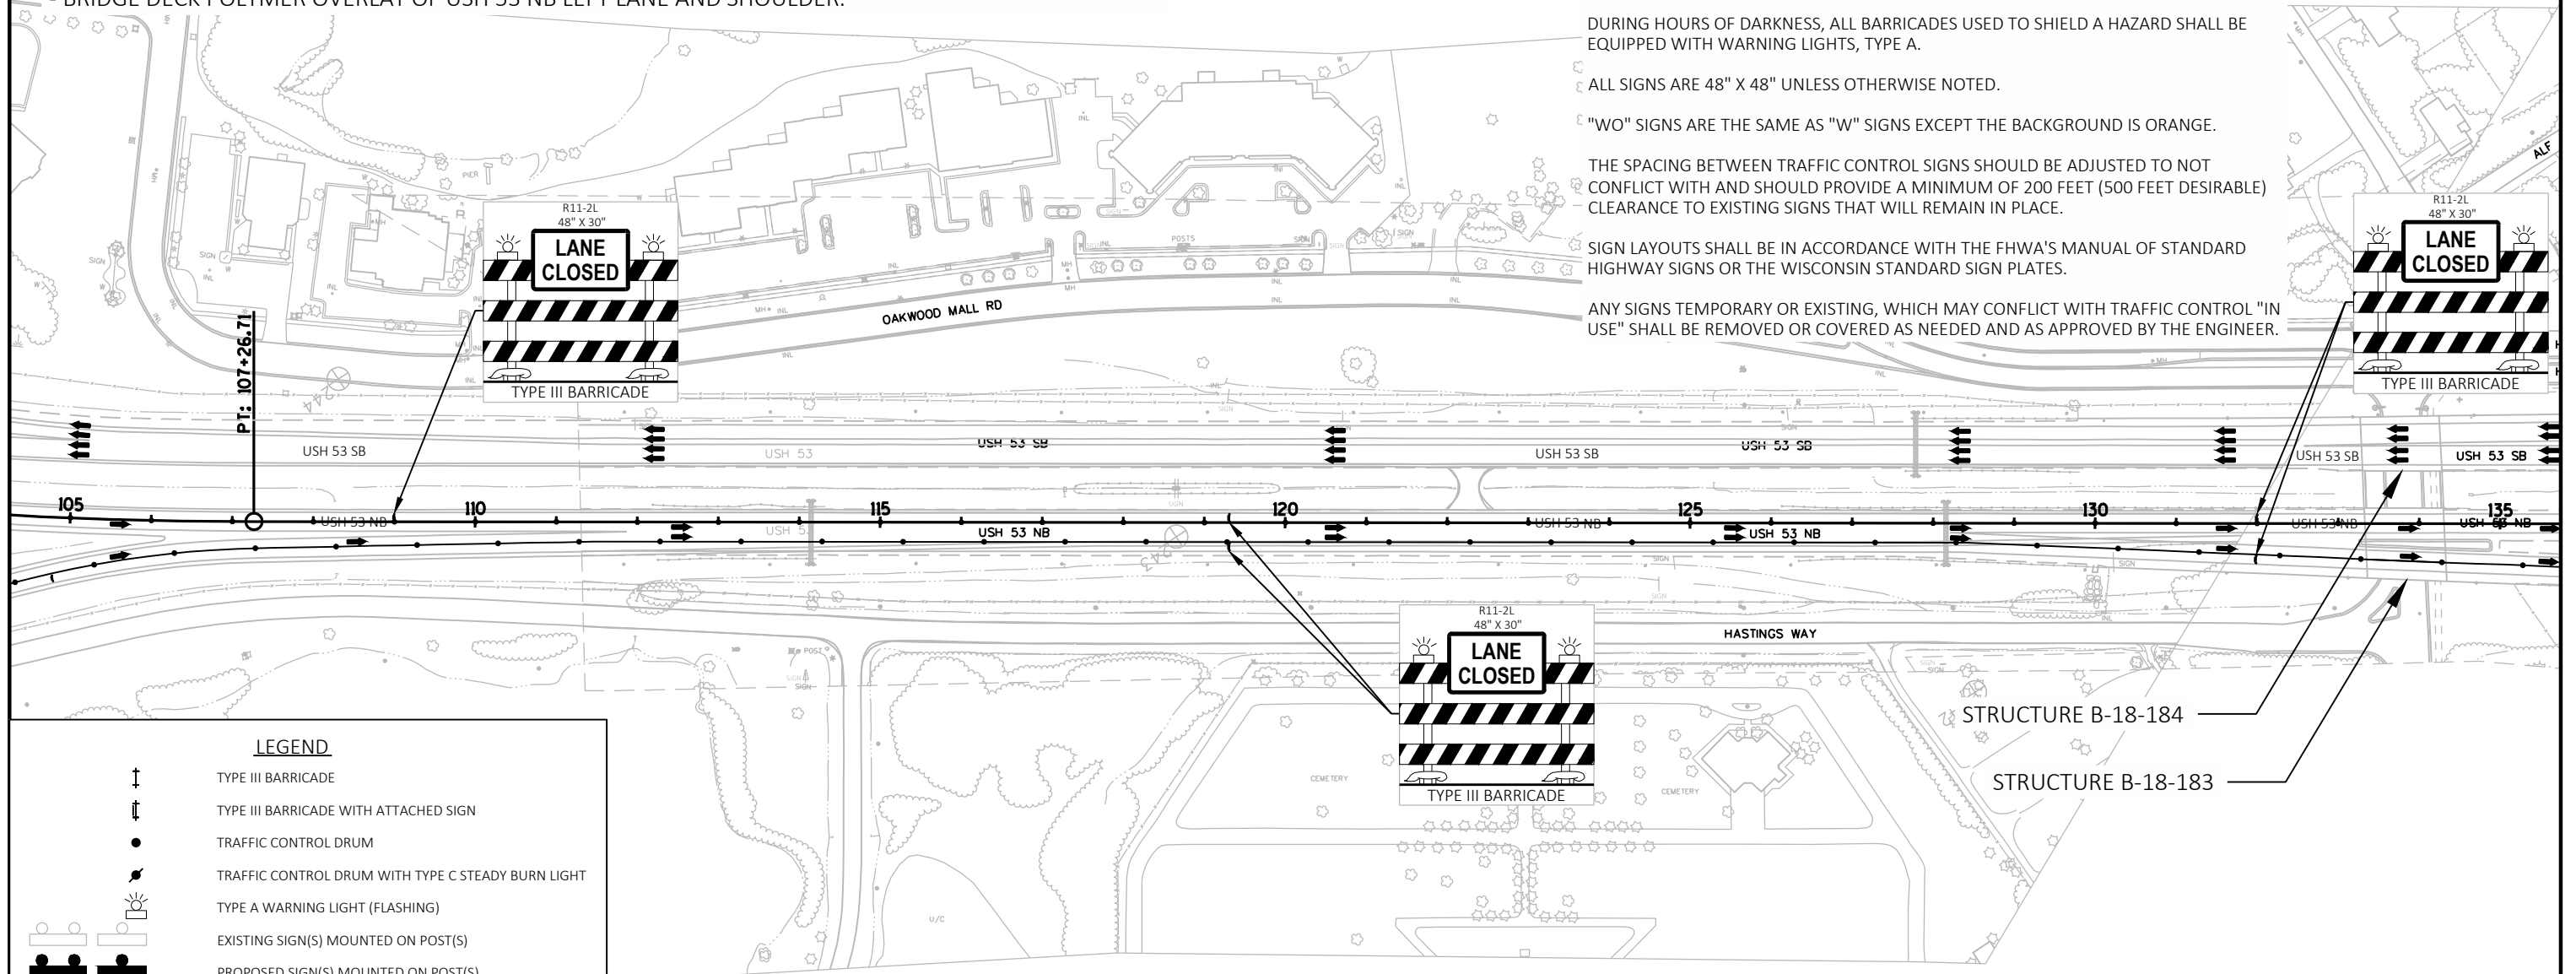 - BRIDGE DECK POLYMER OVERLAY OF USH 53 NB LEFT LANE AND SHOULDER.
DURING HOURS OF DARKNESS, ALL BARRICADES USED TO SHIELD A HAZARD SHALL BE
EQUIPPED WITH WARNING LIGHTS, TYPE A.
ALL SIGNS ARE 48" X 48" UNLESS OTHERWISE NOTED.
"WO" SIGNS ARE THE SAME AS "W" SIGNS EXCEPT THE BACKGROUND IS ORANGE.
THE SPACING BETWEEN TRAFFIC CONTROL SIGNS SHOULD BE ADJUSTED TO NOT
CONFLICT WITH AND SHOULD PROVIDE A MINIMUM OF 200 FEET (500 FEET DESIRABLE)
CLEARANCE TO EXISTING SIGNS THAT WILL REMAIN IN PLACE.
SIGN LAYOUTS SHALL BE IN ACCORDANCE WITH THE FHWA'S MANUAL OF STANDARD
HIGHWAY SIGNS OR THE WISCONSIN STANDARD SIGN PLATES.
ANY SIGNS TEMPORARY OR EXISTING, WHICH MAY CONFLICT WITH TRAFFIC CONTROL "IN
USE" SHALL BE REMOVED OR COVERED AS NEEDED AND AS APPROVED BY THE ENGINEER.
ALF
PIER
R11-2L
48" X 30"
LANE
CLOSED
TYPE III BARRICADE
R11-2L
48" X 30"
LANE
CLOSED
TYPE III BARRICADE
POSTS
OAKWOOD MALL RD
PT: 107+26.71
244
USH 53 SB
USH 53
USH 53 SB
USH 53 SB
USH 53 SB
USH 53 SB
USH 53 SB
105
110
115
120
125
130
135
USH 53 NB
USH 5
USH 53 NB
USH 53 NB
USH 53 NB
USH 53 NB
USH 53 NB
243
HASTINGS WAY
R11-2L
48" X 30"
LANE
CLOSED
TYPE III BARRICADE
POST
SIGN
CEMETERY
CEMETERY
U/C
STRUCTURE B-18-184
STRUCTURE B-18-183
LEGEND
TYPE III BARRICADE
TYPE III BARRICADE WITH ATTACHED SIGN
TRAFFIC CONTROL DRUM
TRAFFIC CONTROL DRUM WITH TYPE C STEADY BURN LIGHT
TYPE A WARNING LIGHT (FLASHING)
EXISTING SIGN(S) MOUNTED ON POST(S)
PROPOSED SIGN(S) MOUNTED ON POST(S)